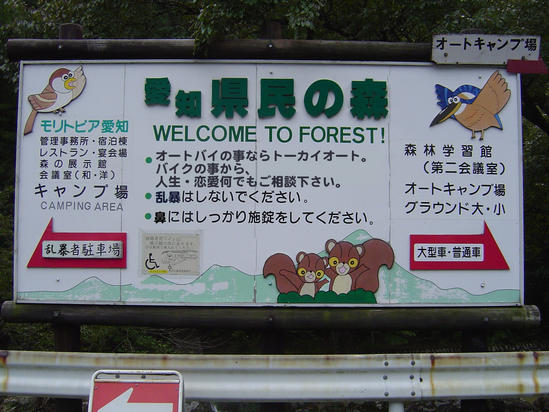 オートキャンプ場
愛知県民の森
WELCOME TO FOREST!
モリトピア愛知
管理事務所・宿泊棟
レストラン・宴会場
森の展示館
会議室(和・洋)
キャンプ場
CAMPING AREA
乱暴者駐車場
●オートバイの事ならトーカイオート。
バイクの事から、
人生・恋愛何でもご相談下さい。
●乱暴はしないでください。
●鼻にはしっかり施錠をしてください。
森林学習館
(第二会議室)
オートキャンプ場
グラウンド大・小
大型車・普通車